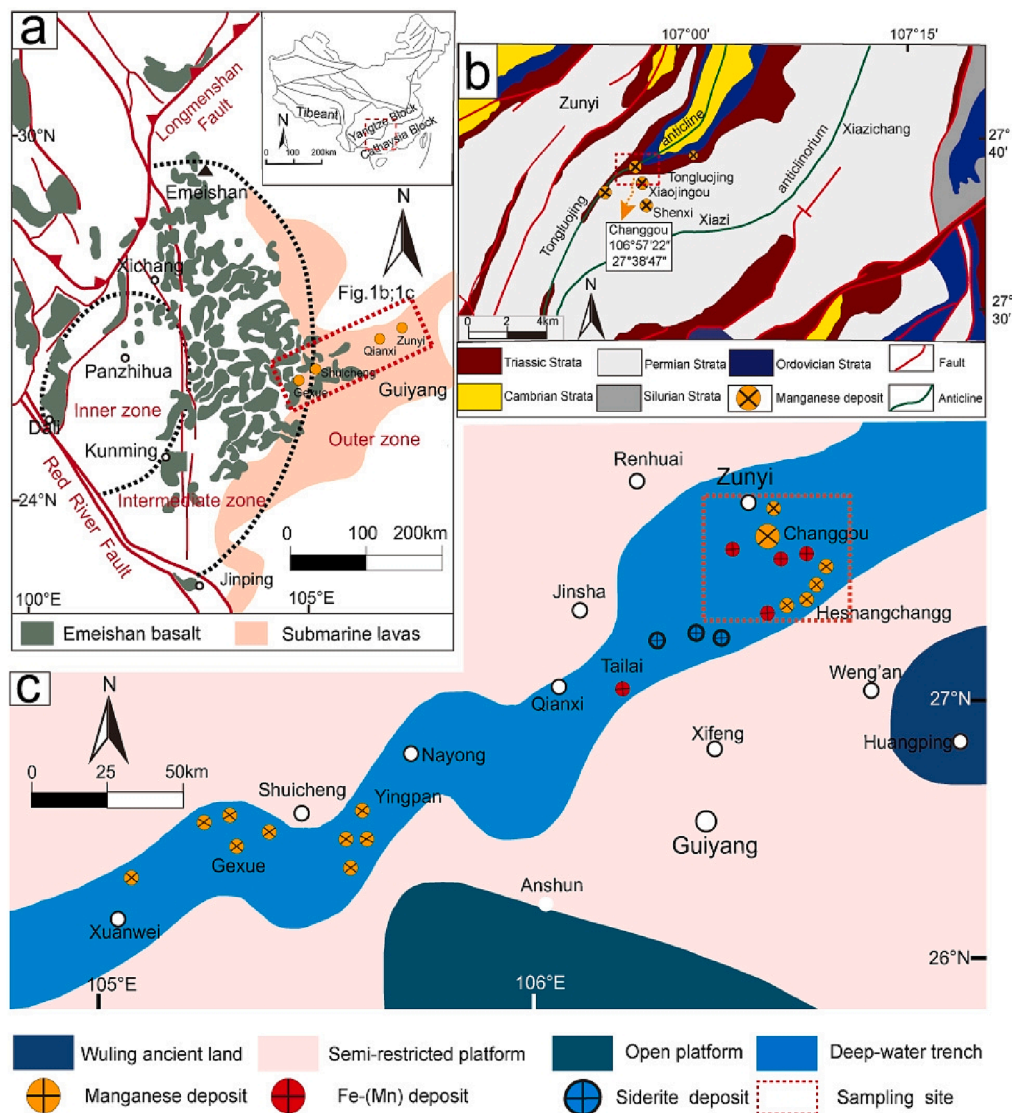 a
Longmenshan
Fault
30°N
Emeishan
Xichang
Panzhihua
Inner zone
Dali
Kunming
Intermediate zone
24°N
Red River Fault
Jinping
100°E
105°E
N
Fig.1b;1c
Zunyi
Qianxi
Shuicheng
Gexue
Guiyang
Outer zone
0 100 200km
Tibeant
Yangtze Block
Cathaysia Block
N
0 100 200km
Emeishan basalt
Submarine lavas
b
107°00′
107°15′
Zunyi
anticline
Xiazichang
anticlinorium
27°
40′
Tongluojing
Xiaojingou
Shenxi
Tongluojing
Xiazi
Changgou
106°57′22″
27°38′47″
N
27°
30′
0 2 4km
Triassic Strata
Permian Strata
Ordovician Strata
Fault
Cambrian Strata
Silurian Strata
Manganese deposit
Anticline
c
N
0 25 50km
Renhuai
Zunyi
Changgou
Jinsha
Heshangchangg
Tailai
Weng'an
Qianxi
27°N
Xifeng
Huangping
Nayong
Shuicheng
Yingpan
Guiyang
Gexue
Anshun
Xuanwei
26°N
105°E
106°E
Wuling ancient land
Semi-restricted platform
Open platform
Deep-water trench
Manganese deposit
Fe-(Mn) deposit
Siderite deposit
Sampling site